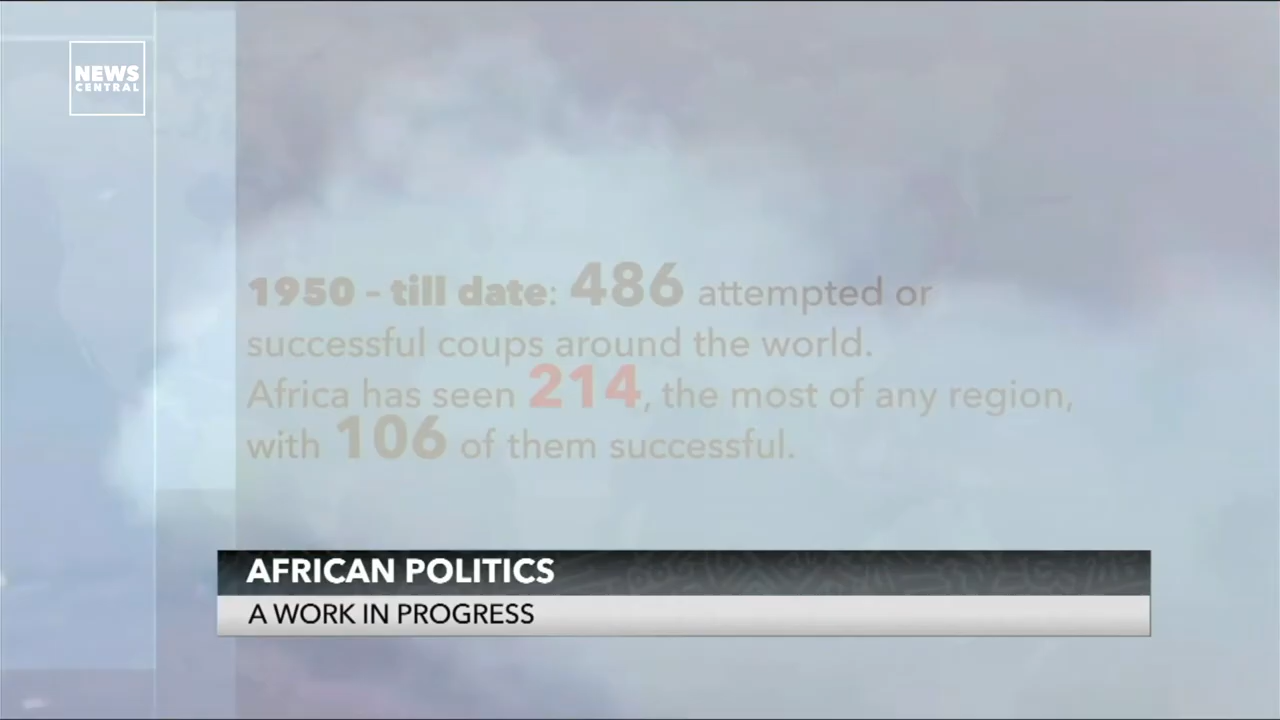 NEWS
CENTRAL
1950 - till date: 486 attempted or
successful coups around the world.
Africa has seen 214, the most of any region,
with 106 of them successful.
AFRICAN POLITICS
A WORK IN PROGRESS